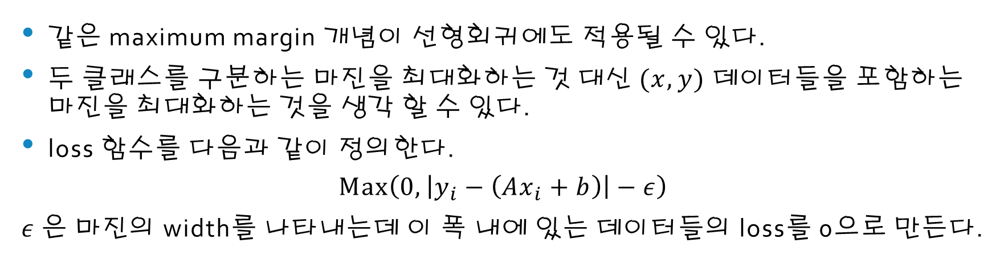 • 같은 maximum margin 개념이 선형회귀에도 적용될 수 있다.
• 두 클래스를 구분하는 마진을 최대화하는 것 대신 (x, y) 데이터들을 포함하는
마진을 최대화하는 것을 생각 할 수 있다.
• loss 함수를 다음과 같이 정의한다.
Max(0, |yᵢ − (Axᵢ + b)| − ϵ)
ϵ 은 마진의 width를 나타내는데 이 폭 내에 있는 데이터들의 loss를 0으로 만든다.